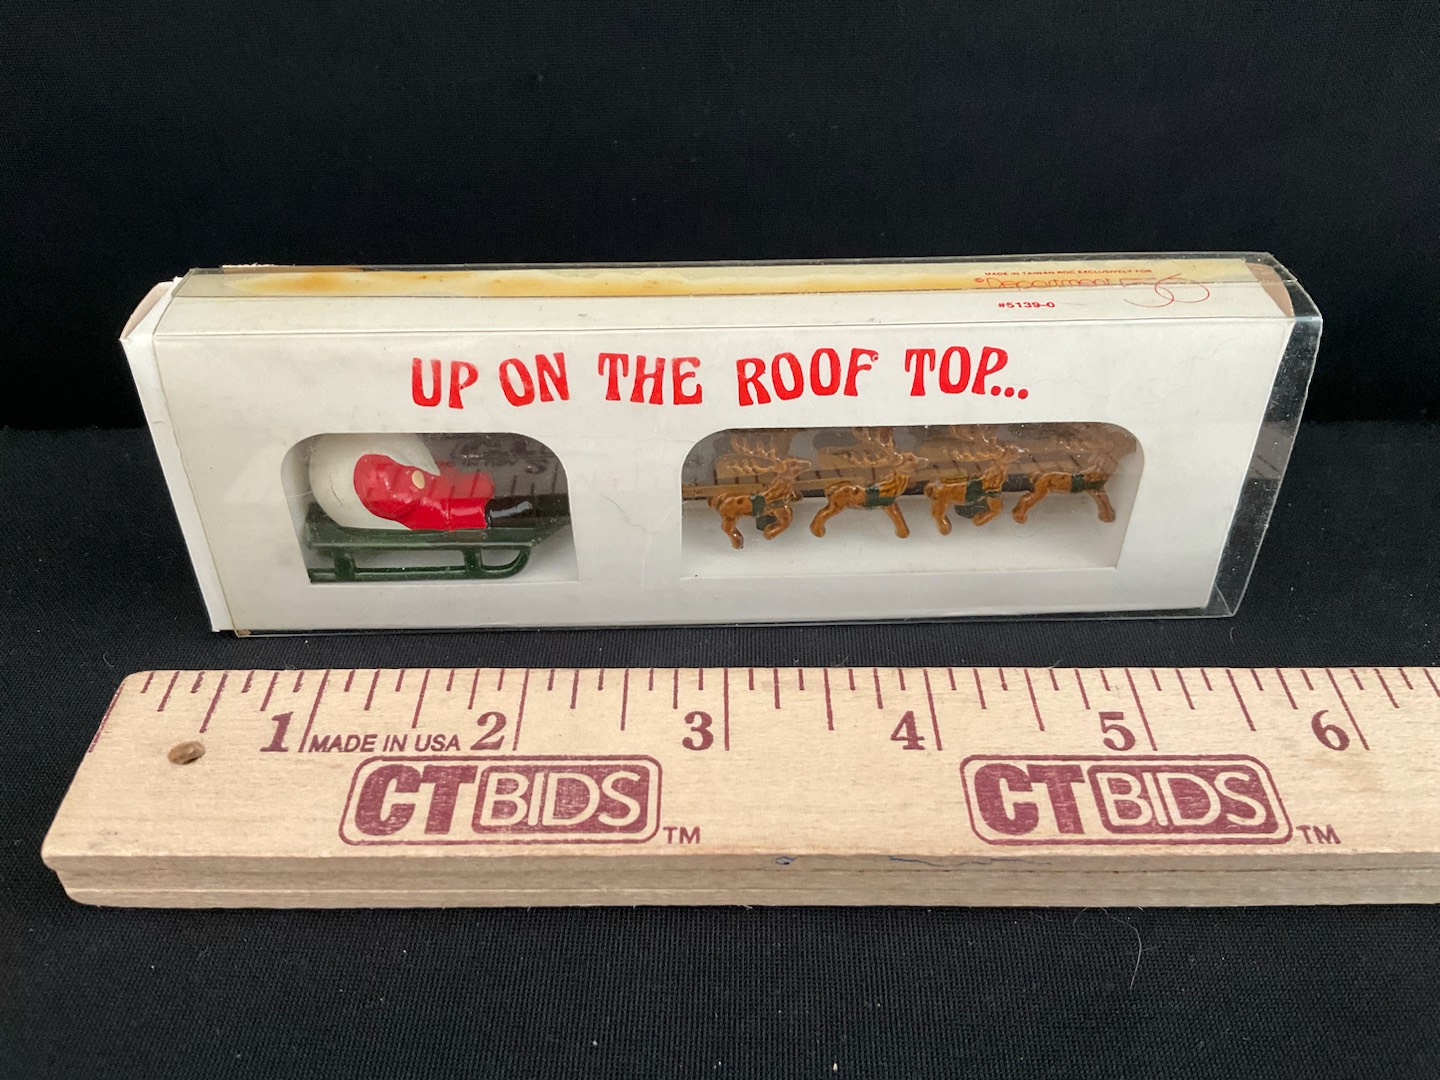 MADE IN TAIWAN ROC EXCLUSIVELY FOR
© Department 56
#5139-0
UP ON THE ROOF TOP...
1 2 3 4 5 6
MADE IN USA
CTBIDS™ CTBIDS™